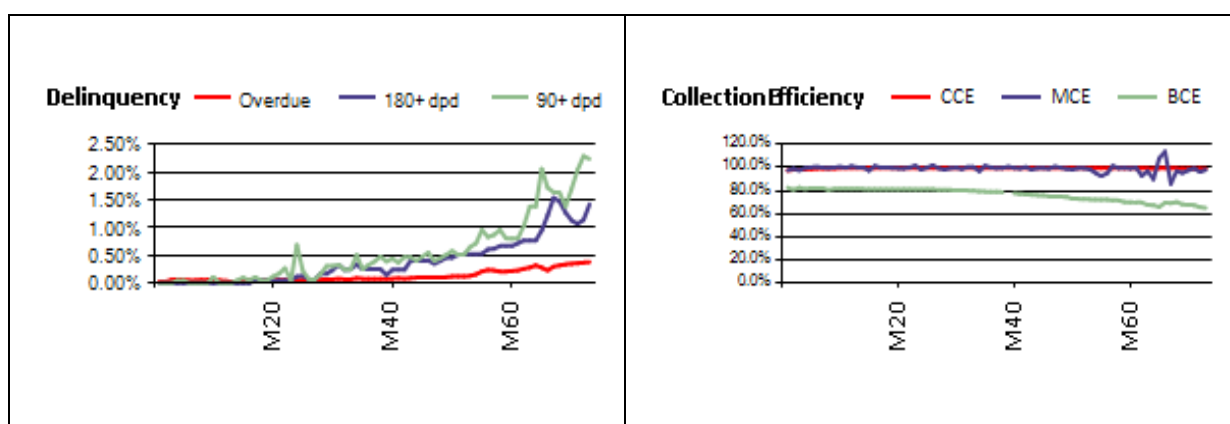 Delinquency Overdue 180+ dpd 90+ dpd
2.50%
2.00%
1.50%
1.00%
0.50%
0.00%
M20
M40
M60
Collection Efficiency CCE MCE BCE
120.0%
100.0%
80.0%
60.0%
40.0%
20.0%
0.0%
M20
M40
M60